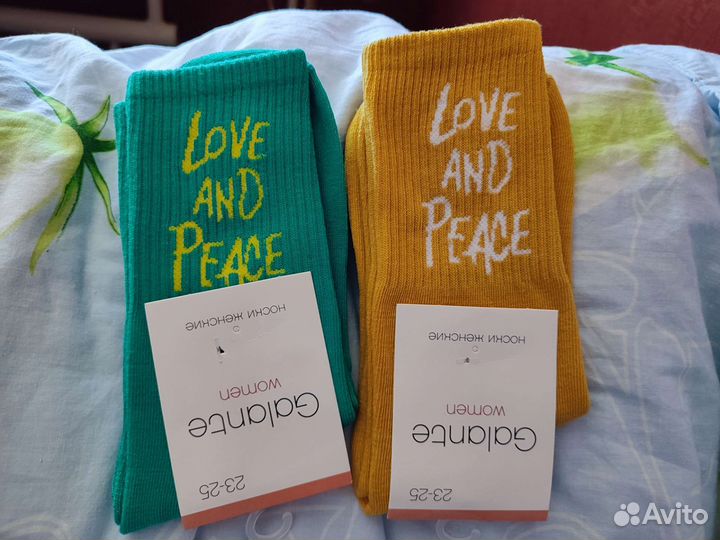 LOVE
AND
PEACE
НОСКИ ЖЕНСКИЕ
women
Galante
23-25
LOVE
AND
PEACE
НОСКИ ЖЕНСКИЕ
women
Galante
23-25
Avito